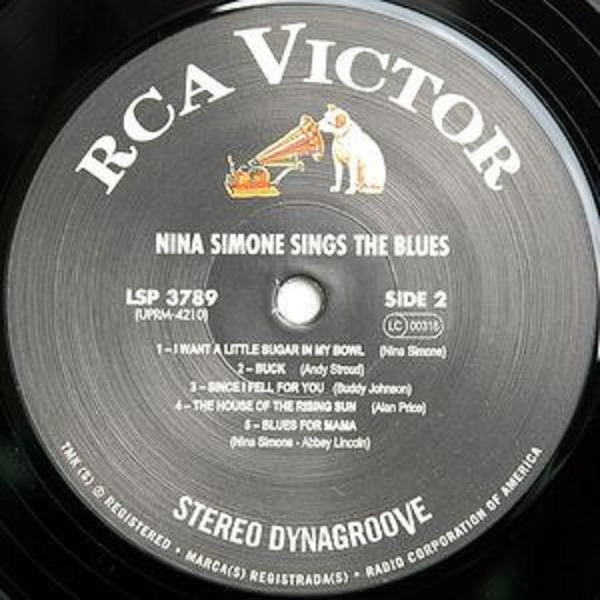 RCA VICTOR
NINA SIMONE SINGS THE BLUES
LSP 3789 SIDE 2
(UPRM-4210) LC 00316
1 – I WANT A LITTLE SUGAR IN MY BOWL (Nina Simone)
2 – BUCK (Andy Stroud)
3 – SINCE I FELL FOR YOU (Buddy Johnson)
4 – THE HOUSE OF THE RISING SUN (Alan Price)
5 – BLUES FOR MAMA
(Nina Simone - Abbey Lincoln)
STEREO DYNAGROOVE
TMK (S) ® REGISTERED • MARCA(S) REGISTRADA(S) • RADIO CORPORATION OF AMERICA